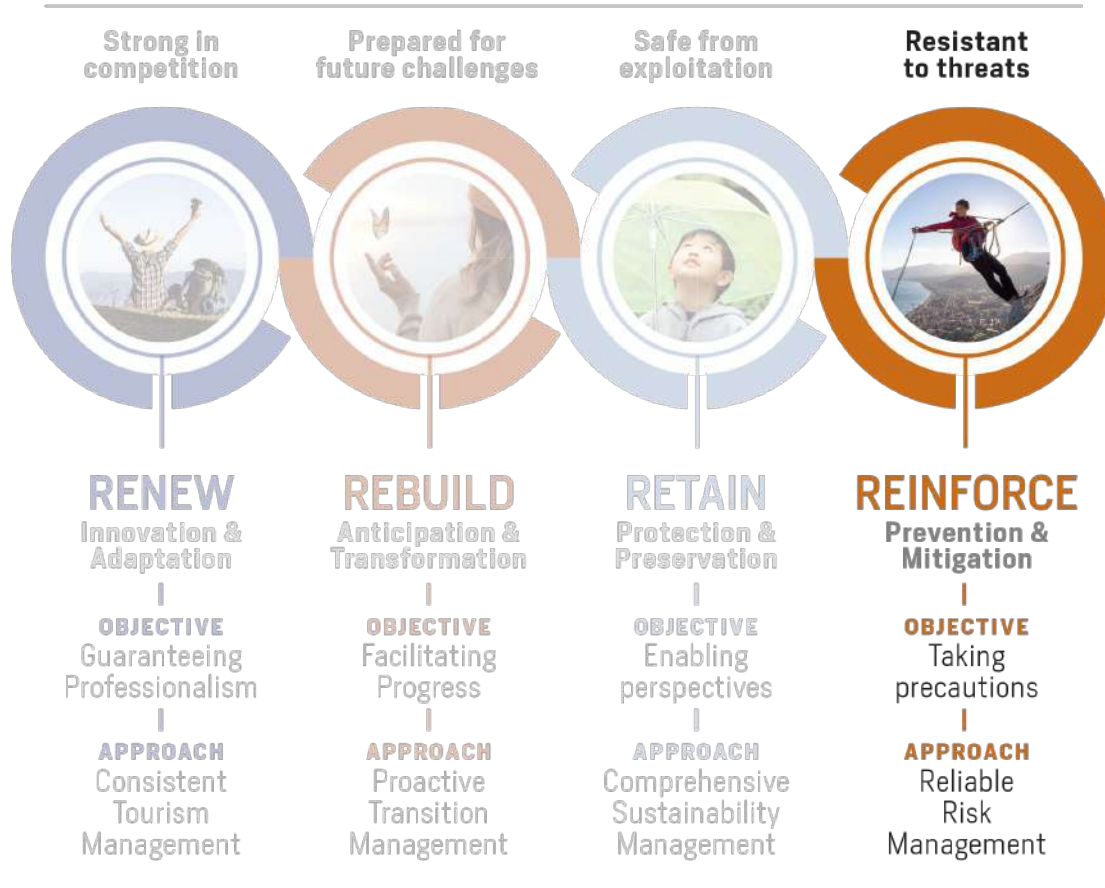 Strong in
competition
Prepared for
future challenges
Safe from
exploitation
Resistant
to threats
RENEW
Innovation &
Adaptation
OBJECTIVE
Guaranteeing
Professionalism
APPROACH
Consistent
Tourism
Management
REBUILD
Anticipation &
Transformation
OBJECTIVE
Facilitating
Progress
APPROACH
Proactive
Transition
Management
RETAIN
Protection &
Preservation
OBJECTIVE
Enabling
perspectives
APPROACH
Comprehensive
Sustainability
Management
REINFORCE
Prevention &
Mitigation
OBJECTIVE
Taking
precautions
APPROACH
Reliable
Risk
Management